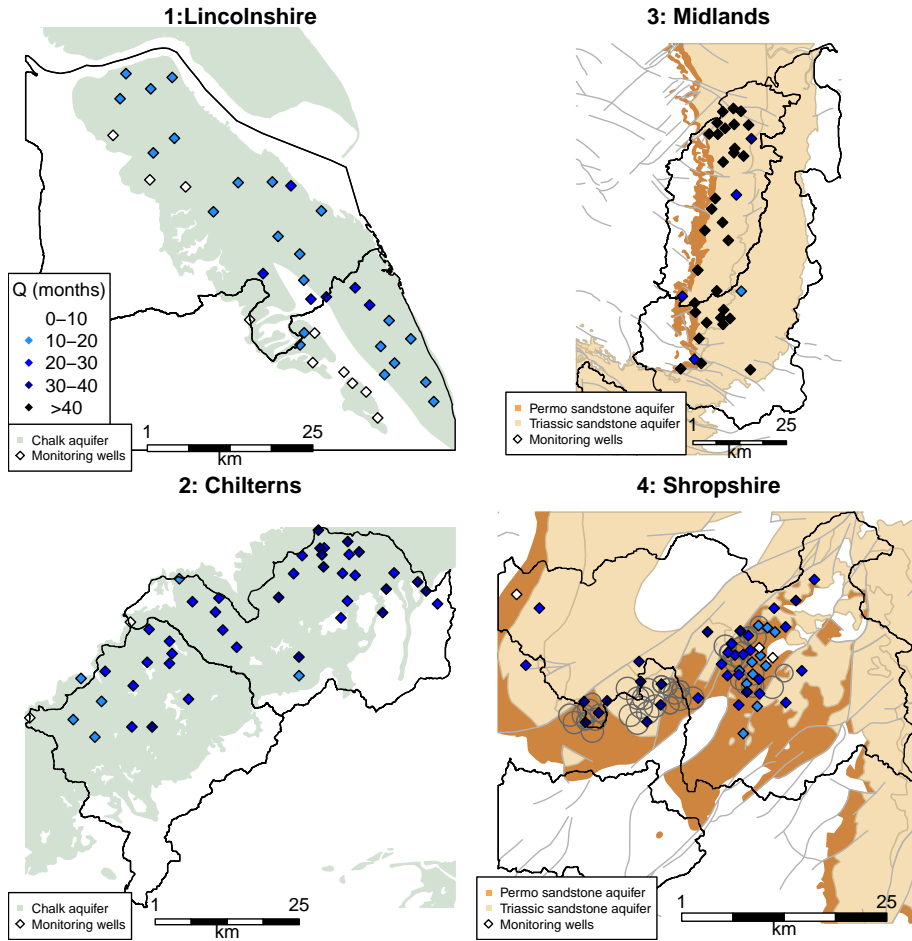 1:Lincolnshire
Q (months)
0–10
10–20
20–30
30–40
>40
Chalk aquifer
Monitoring wells
1 25
km
3: Midlands
Permo sandstone aquifer
Triassic sandstone aquifer
Monitoring wells
1 25
km
2: Chilterns
Chalk aquifer
Monitoring wells
1 25
km
4: Shropshire
Permo sandstone aquifer
Triassic sandstone aquifer
Monitoring wells
1 25
km